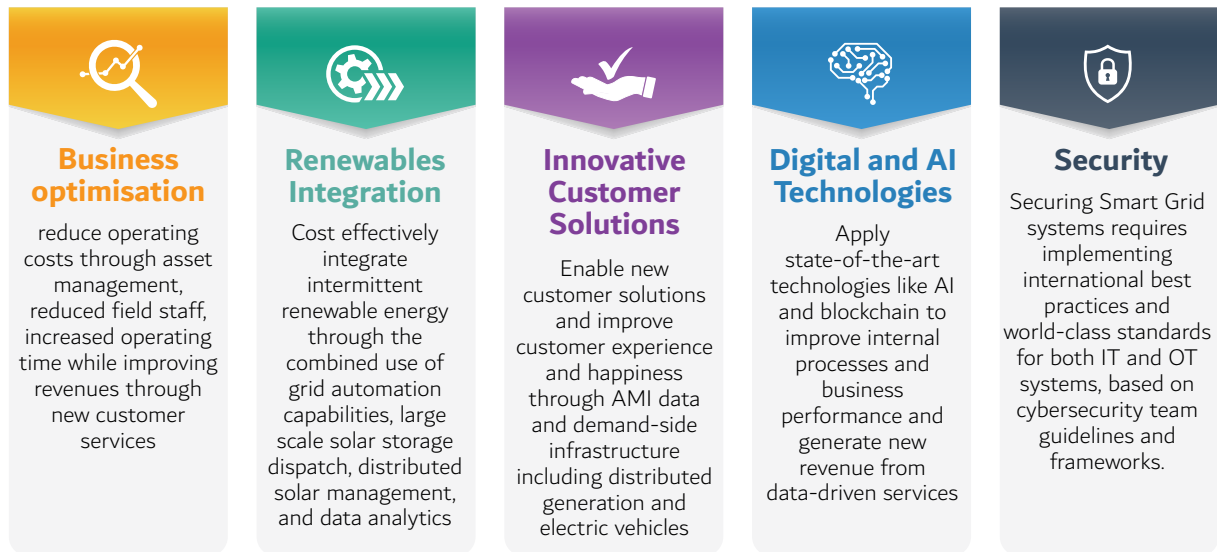 Business
optimisation
reduce operating
costs through asset
management,
reduced field staff,
increased operating
time while improving
revenues through
new customer
services
Renewables
Integration
Cost effectively
integrate
intermittent
renewable energy
through the
combined use of
grid automation
capabilities, large
scale solar storage
dispatch, distributed
solar management,
and data analytics
Innovative
Customer
Solutions
Enable new
customer solutions
and improve
customer experience
and happiness
through AMI data
and demand-side
infrastructure
including distributed
generation and
electric vehicles
Digital and AI
Technologies
Apply
state-of-the-art
technologies like AI
and blockchain to
improve internal
processes and
business
performance and
generate new
revenue from
data-driven services
Security
Securing Smart Grid
systems requires
implementing
international best
practices and
world-class standards
for both IT and OT
systems, based on
cybersecurity team
guidelines and
frameworks.